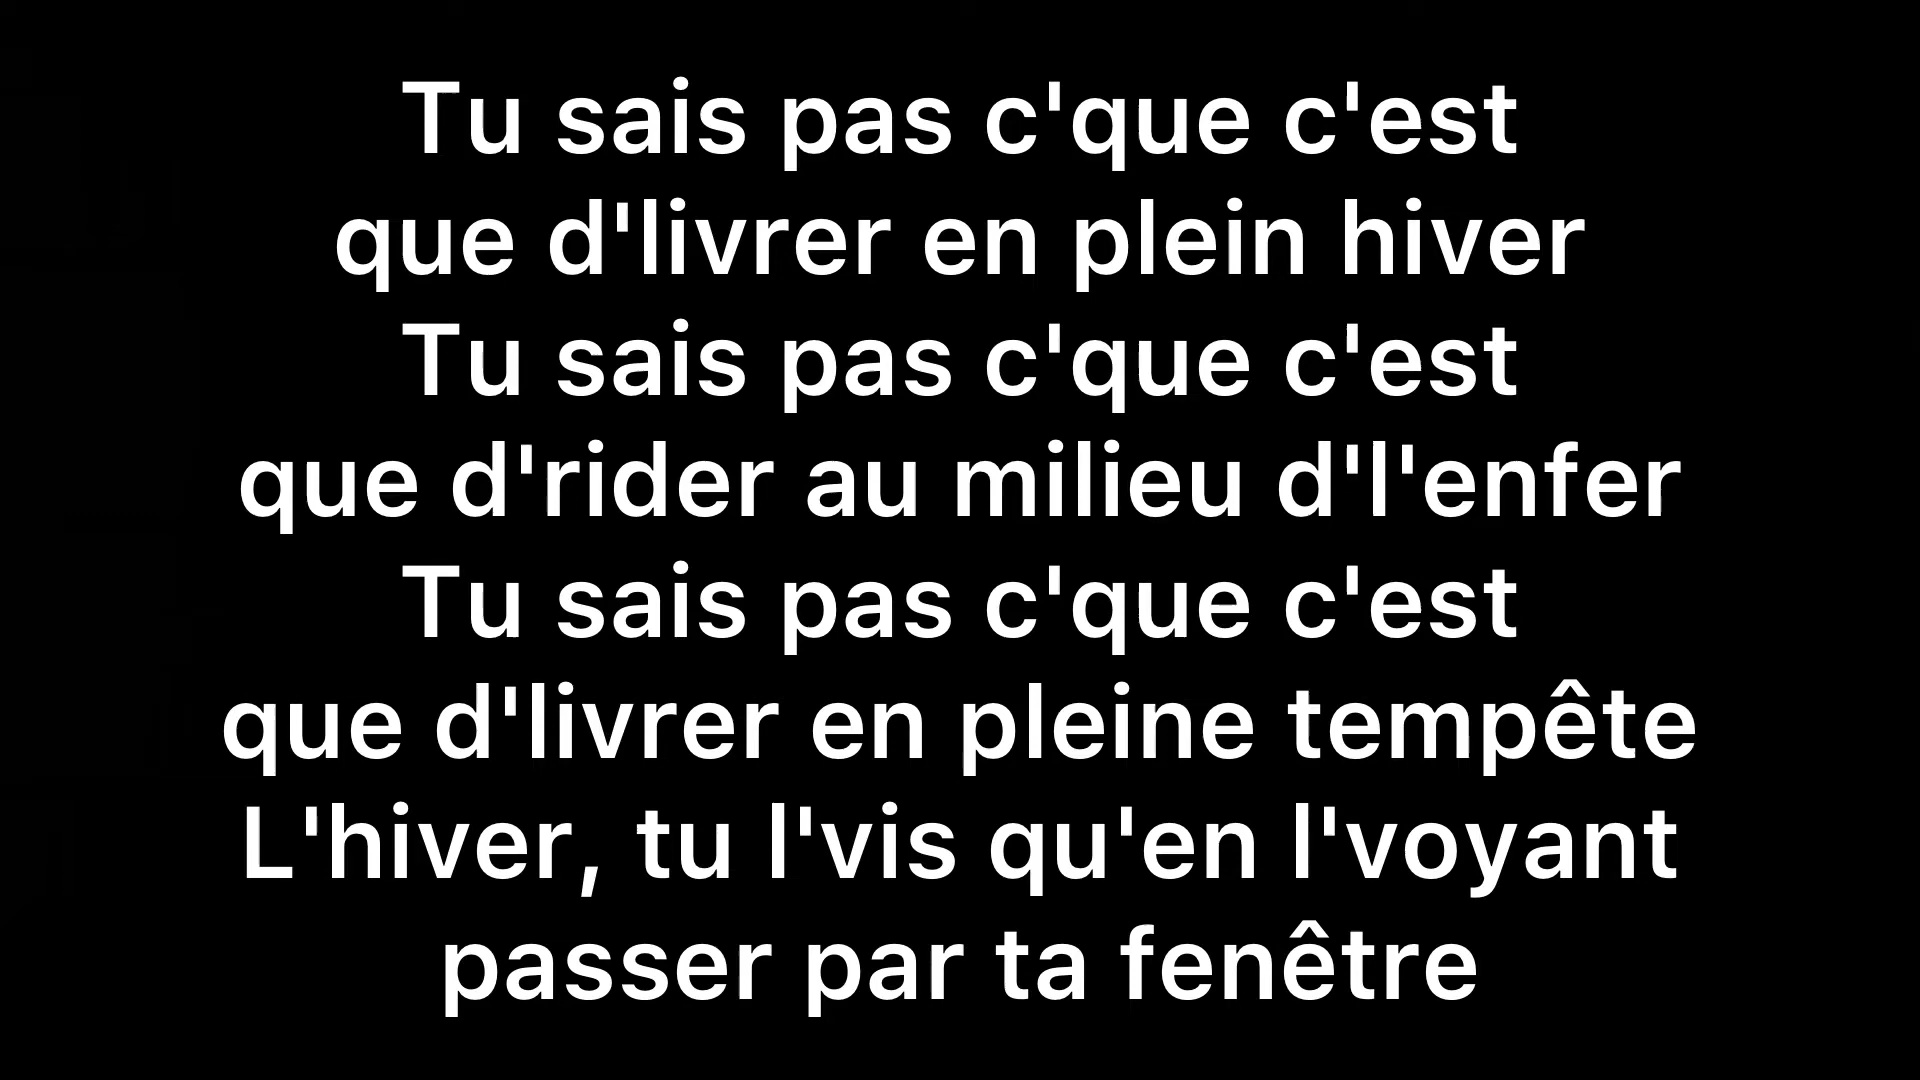 Tu sais pas c'que c'est
que d'livrer en plein hiver
Tu sais pas c'que c'est
que d'rider au milieu d'l'enfer
Tu sais pas c'que c'est
que d'livrer en pleine tempête
L'hiver, tu l'vis qu'en l'voyant
passer par ta fenêtre